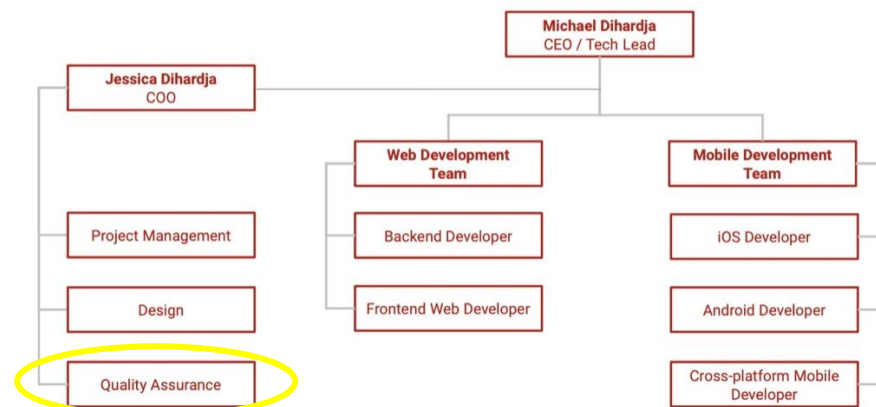 Michael Dihardja
CEO / Tech Lead
Jessica Dihardja
COO
Web Development
Team
Mobile Development
Team
Project Management
Backend Developer
iOS Developer
Design
Frontend Web Developer
Android Developer
Quality Assurance
Cross-platform Mobile
Developer